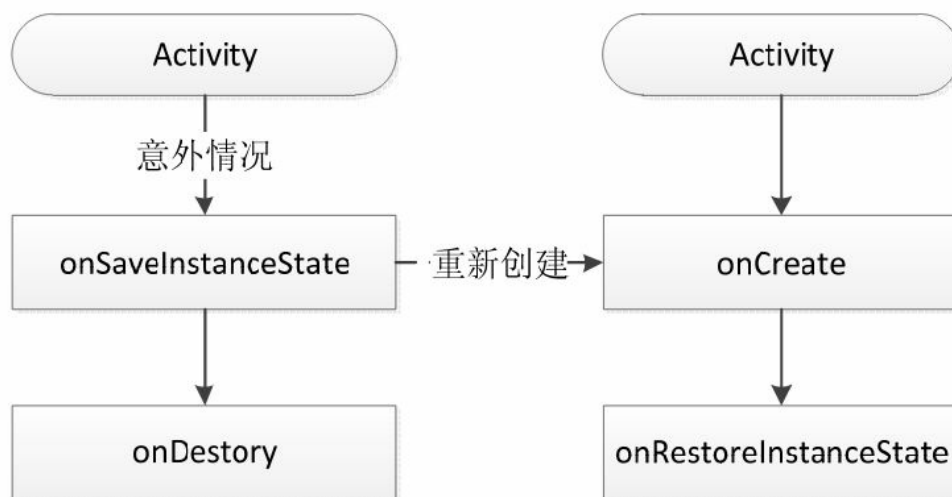 Activity
Activity
意外情况
onSaveInstanceState
重新创建
onCreate
onDestory
onRestoreInstanceState